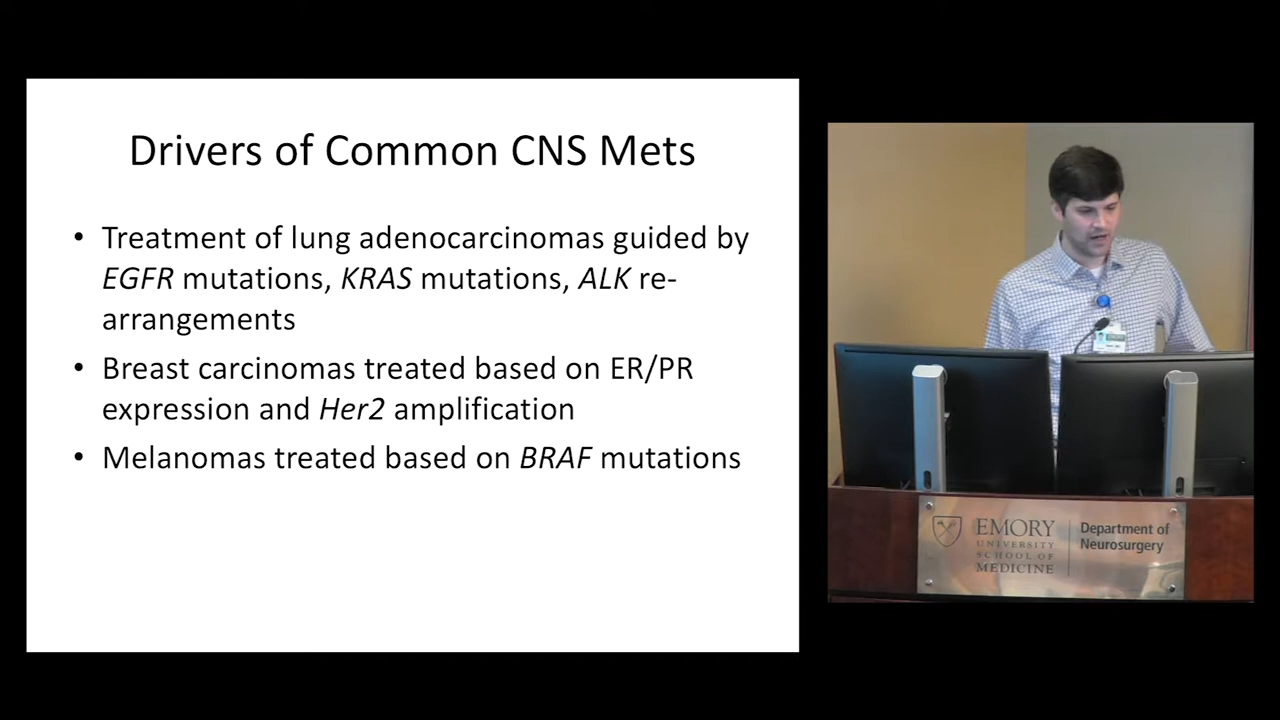 Drivers of Common CNS Mets
• Treatment of lung adenocarcinomas guided by
EGFR mutations, KRAS mutations, ALK re-
arrangements
• Breast carcinomas treated based on ER/PR
expression and Her2 amplification
• Melanomas treated based on BRAF mutations
EMORY
UNIVERSITY
SCHOOL OF
MEDICINE
Department of
Neurosurgery